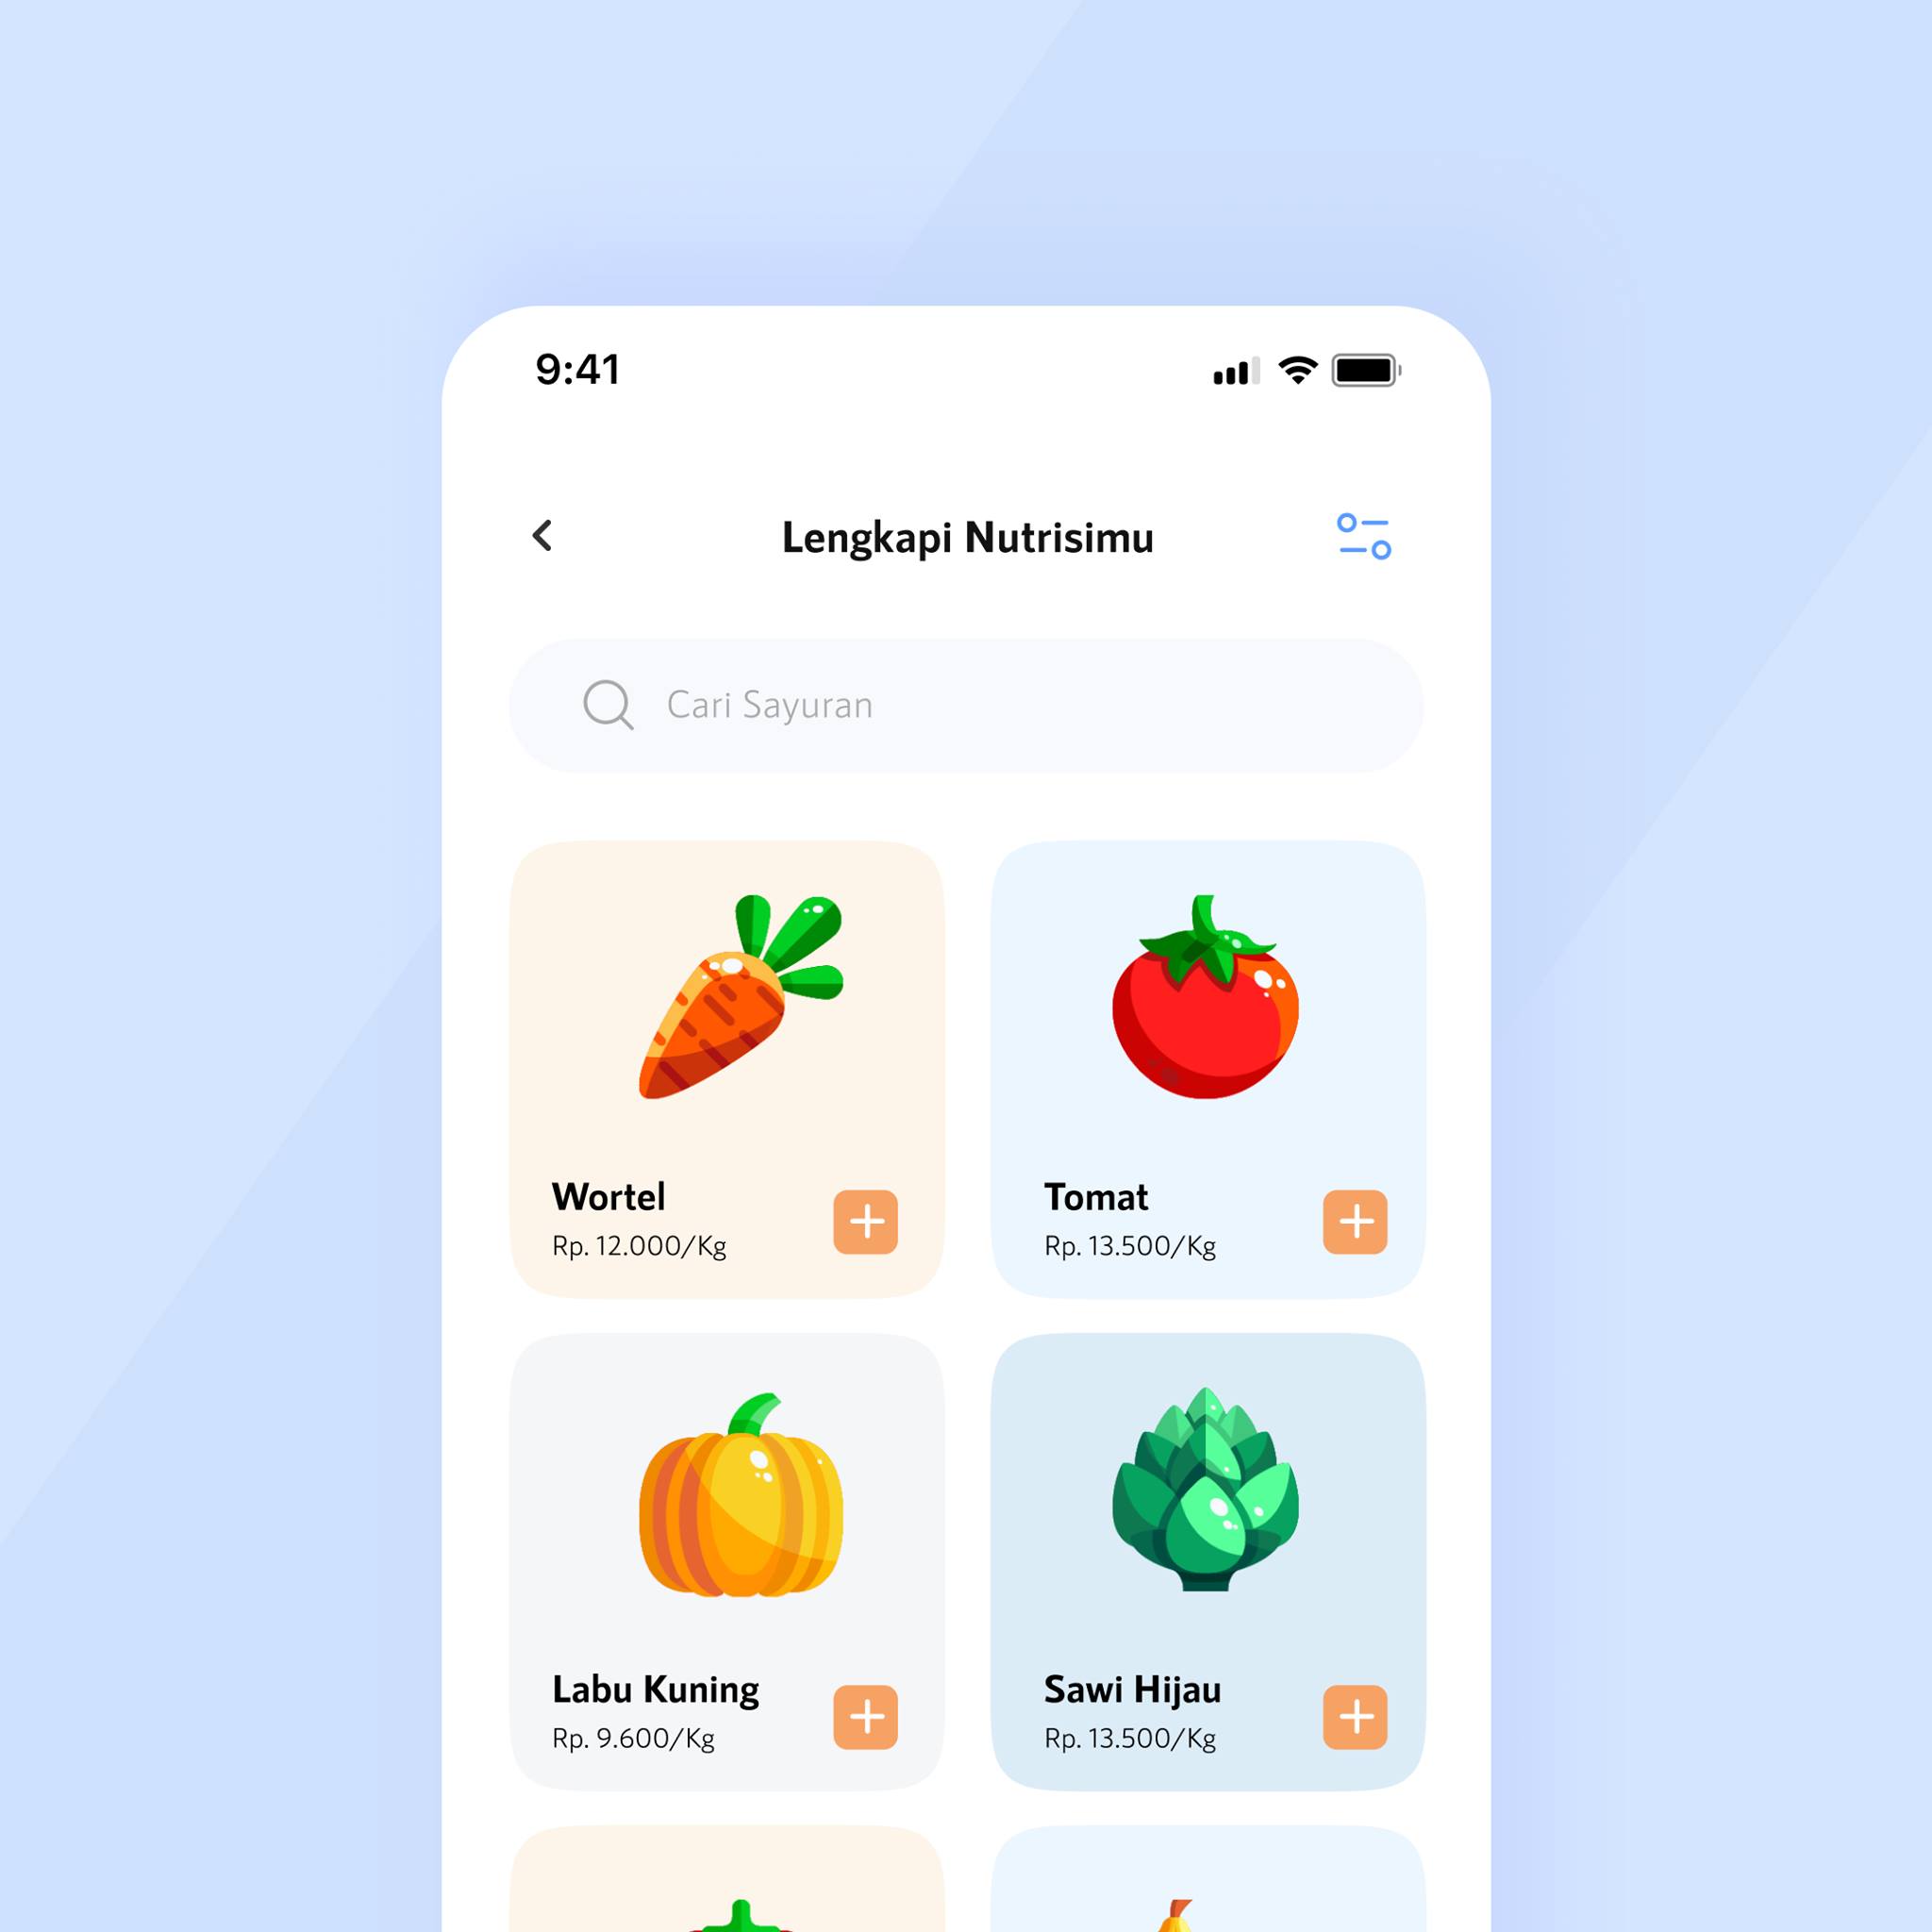 9:41
Lengkapi Nutrisimu
Cari Sayuran
Wortel
Rp. 12.000/Kg
Tomat
Rp. 13.500/Kg
Labu Kuning
Rp. 9.600/Kg
Sawi Hijau
Rp. 13.500/Kg